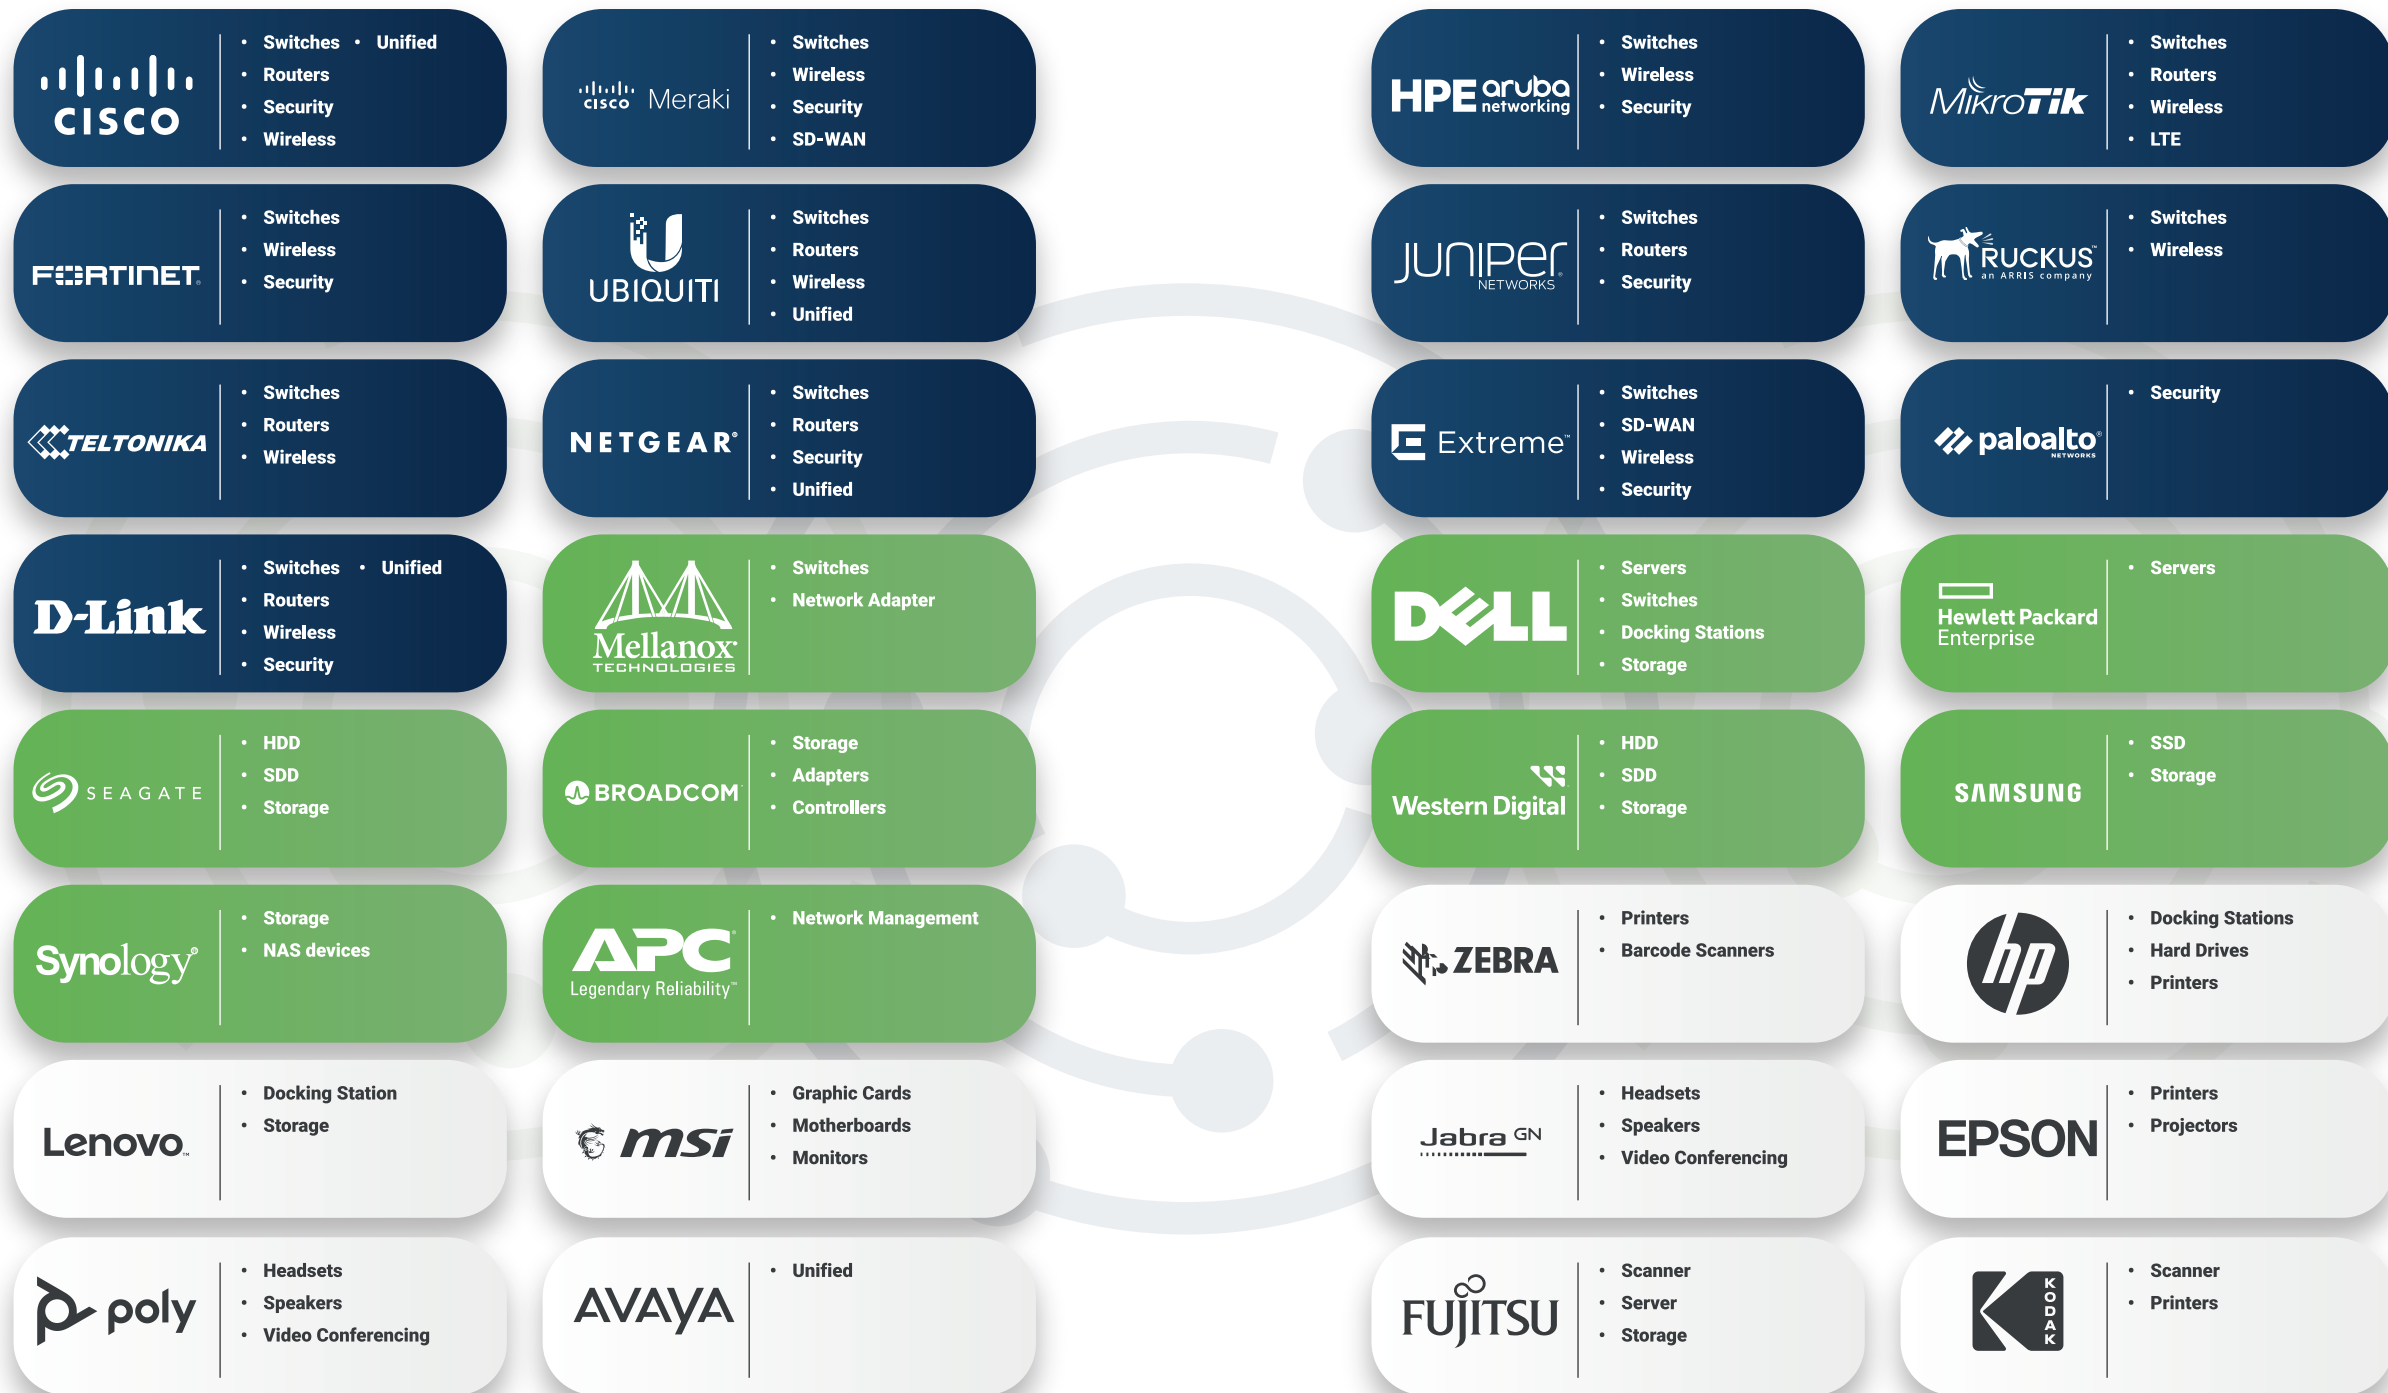 CISCO
• Switches • Unified
• Routers
• Security
• Wireless
CISCO Meraki
• Switches
• Wireless
• Security
• SD-WAN
HPE aruba
networking
• Switches
• Wireless
• Security
MikroTik
• Switches
• Routers
• Wireless
• LTE
FORTINET®
• Switches
• Wireless
• Security
UBIQUITI
• Switches
• Routers
• Wireless
• Unified
JUNIPER®
NETWORKS
• Switches
• Routers
• Security
RUCKUS™
an ARRIS company
• Switches
• Wireless
TELTONIKA
• Switches
• Routers
• Wireless
NETGEAR®
• Switches
• Routers
• Security
• Unified
Extreme™
• Switches
• SD-WAN
• Wireless
• Security
paloalto®
NETWORKS
• Security
D-Link
• Switches • Unified
• Routers
• Wireless
• Security
Mellanox
TECHNOLOGIES
• Switches
• Network Adapter
DELL
• Servers
• Switches
• Docking Stations
• Storage
Hewlett Packard
Enterprise
• Servers
SEAGATE
• HDD
• SDD
• Storage
BROADCOM
• Storage
• Adapters
• Controllers
Western Digital
• HDD
• SDD
• Storage
SAMSUNG
• SSD
• Storage
Synology®
• Storage
• NAS devices
APC®
Legendary Reliability™
• Network Management
ZEBRA
• Printers
• Barcode Scanners
hp
• Docking Stations
• Hard Drives
• Printers
Lenovo™
• Docking Station
• Storage
msi
• Graphic Cards
• Motherboards
• Monitors
Jabra GN
• Headsets
• Speakers
• Video Conferencing
EPSON
• Printers
• Projectors
poly
• Headsets
• Speakers
• Video Conferencing
AVAYA
• Unified
FUJITSU
• Scanner
• Server
• Storage
KODAK
• Scanner
• Printers